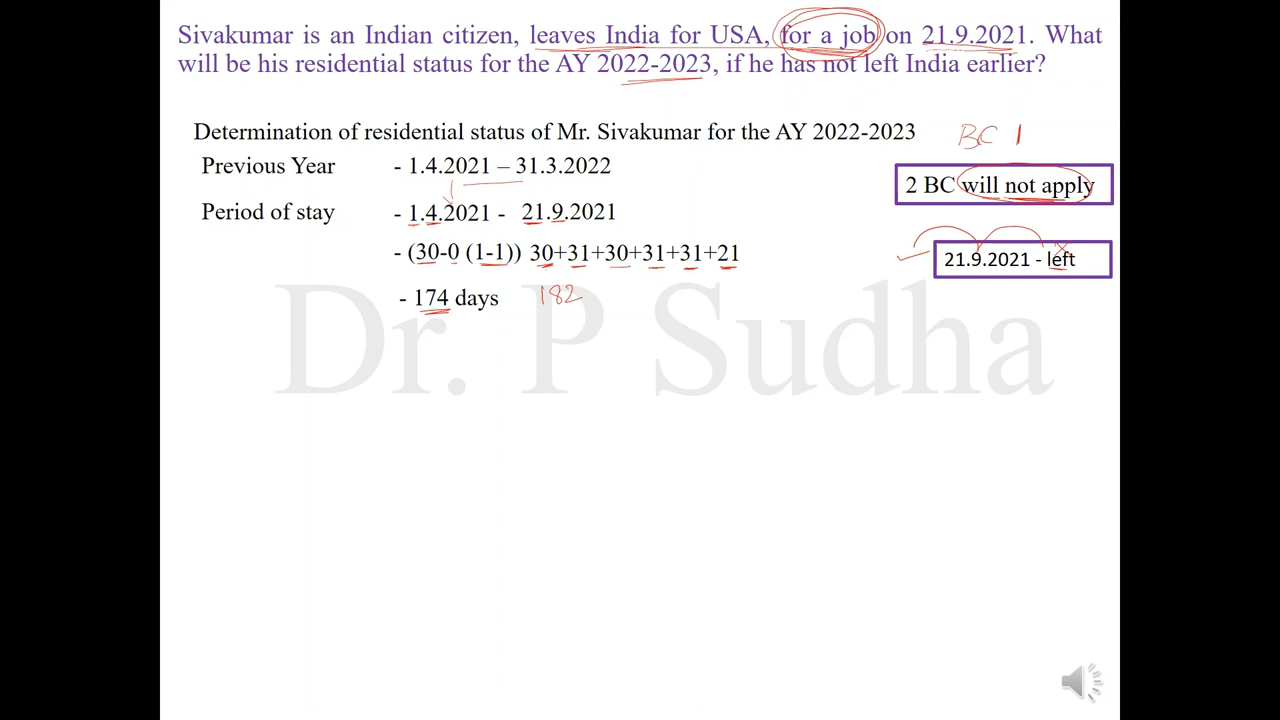 Sivakumar is an Indian citizen, leaves India for USA, for a job on 21.9.2021. What
will be his residential status for the AY 2022-2023, if he has not left India earlier?
Determination of residential status of Mr. Sivakumar for the AY 2022-2023
BC 1
Previous Year - 1.4.2021 – 31.3.2022
2 BC will not apply
Period of stay - 1.4.2021 - 21.9.2021
- (30-0 (1-1)) 30+31+30+31+31+21
21.9.2021 - left
- 174 days 182
Dr. P Sudha